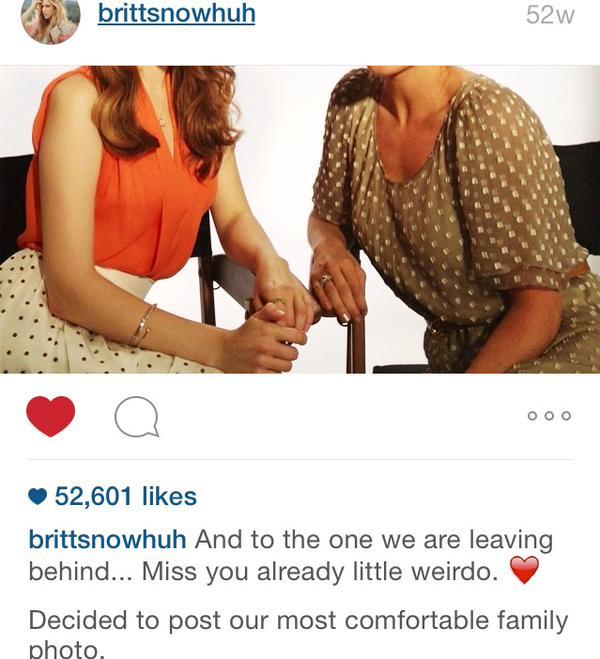 brittsnowhuh
52w
52,601 likes
brittsnowhuh And to the one we are leaving
behind... Miss you already little weirdo. ❤️
Decided to post our most comfortable family
photo.